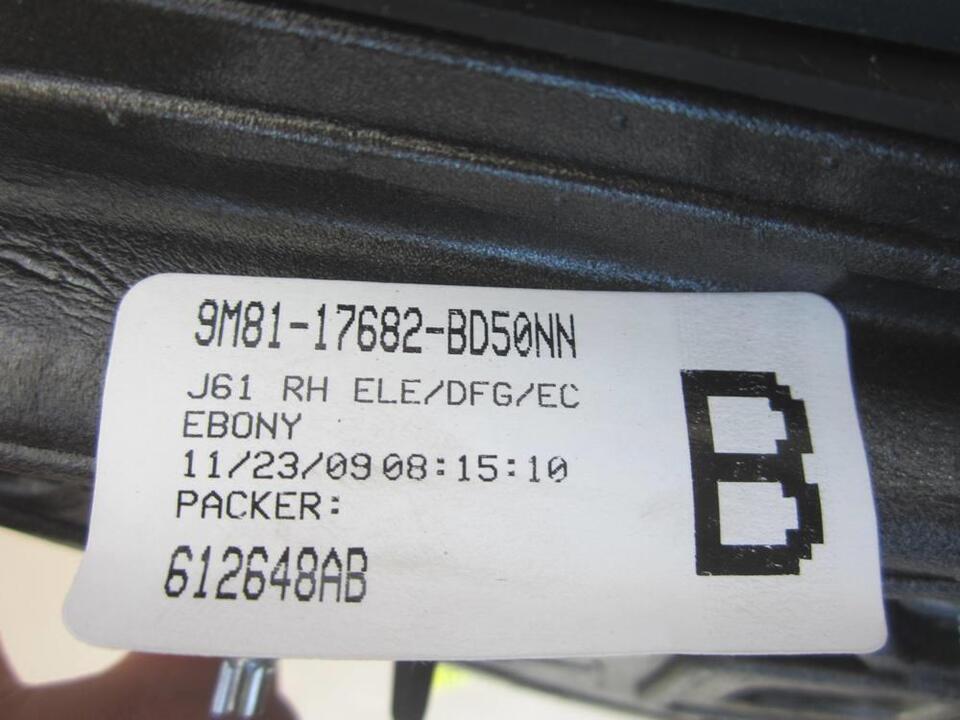 9M81-17682-BD50NN
J61 RH ELE/DFG/EC
EBONY
11/23/09 08:15:10
PACKER:
612648AB
B